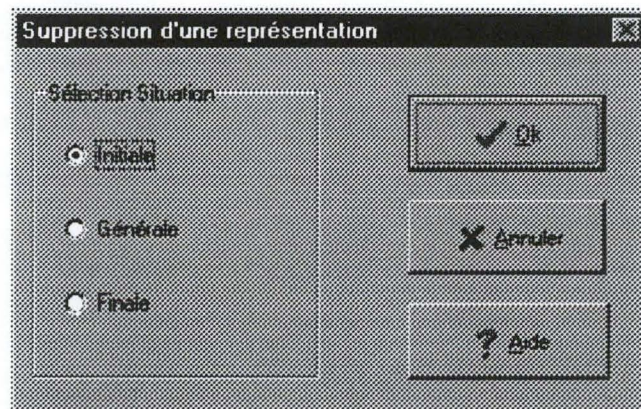 Suppression d'une représentation
Sélection Situation
Initiale
Générale
Finale
Ok
Annuler
Aide